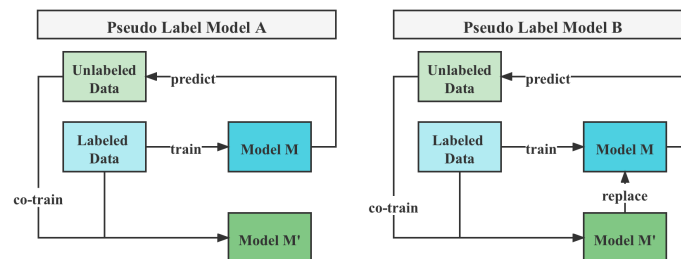 Pseudo Label Model A
Unlabeled
Data
predict
Labeled
Data
train
Model M
co-train
Model M'
Pseudo Label Model B
Unlabeled
Data
predict
Labeled
Data
train
Model M
replace
co-train
Model M'